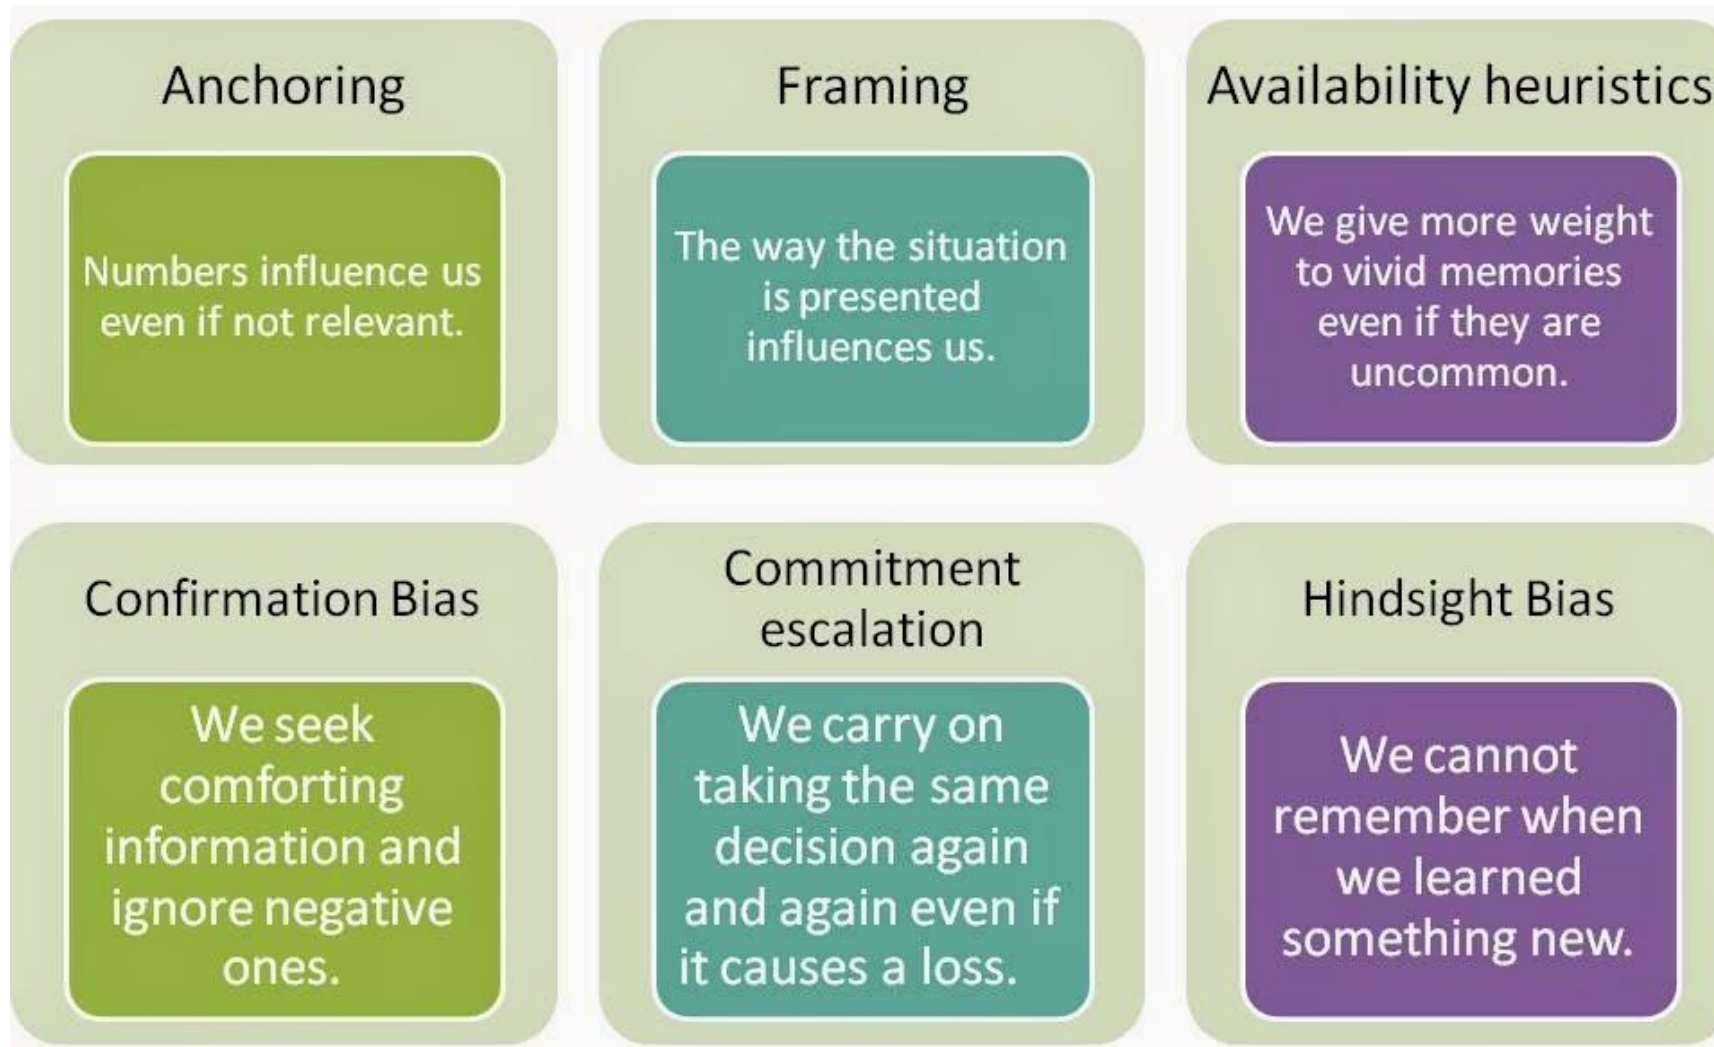 Anchoring
Numbers influence us
even if not relevant.
Framing
The way the situation
is presented
influences us.
Availability heuristics
We give more weight
to vivid memories
even if they are
uncommon.
Confirmation Bias
We seek
comforting
information and
ignore negative
ones.
Commitment
escalation
We carry on
taking the same
decision again
and again even if
it causes a loss.
Hindsight Bias
We cannot
remember when
we learned
something new.